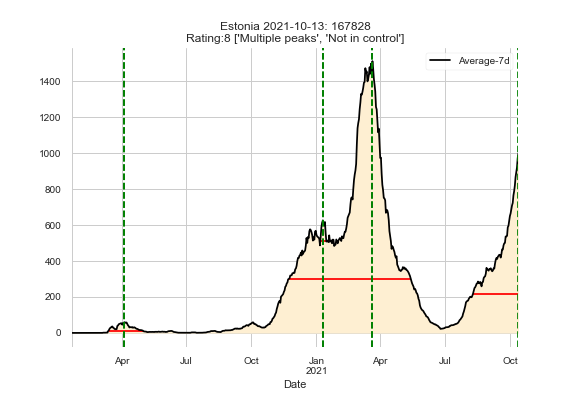 Estonia 2021-10-13: 167828
Rating:8 ['Multiple peaks', 'Not in control']
Average-7d
1400
1200
1000
800
600
400
200
0
Apr Jul Oct Jan Apr Jul Oct
2021
Date